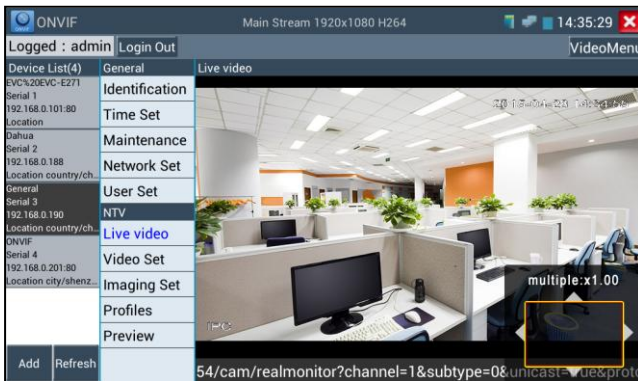 ONVIF
Main Stream 1920x1080 H264
14:35:29
Logged : admin
Login Out
VideoMenu
Device List(4)
EVC%20EVC-E271
Serial 1
192.168.0.101:80
Location
Dahua
Serial 2
192.168.0.188
Location country/ch...
General
Serial 3
192.168.0.190
Location country/ch...
ONVIF
Serial 4
192.168.0.201:80
Location city/shenz...
Add
Refresh
General
Identification
Time Set
Maintenance
Network Set
User Set
NTV
Live video
Video Set
Imaging Set
Profiles
Preview
Live video
multiple:x1.00
IPC
54/cam/realmonitor?channel=1&subtype=0&unicast=true&proto